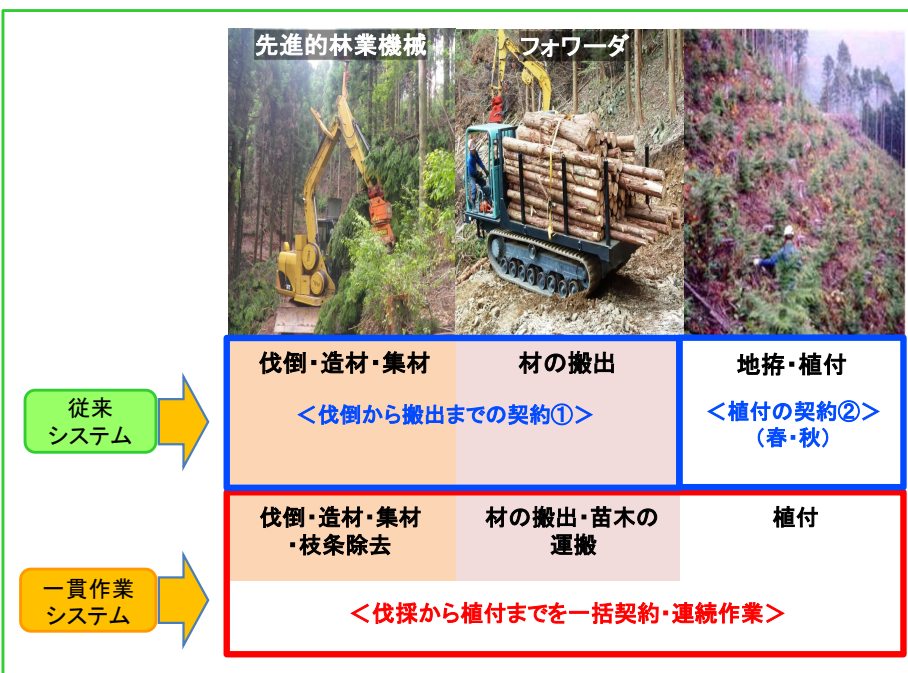 先進的林業機械
フォワーダ
従来
システム
伐倒・造材・集材
材の搬出
地拵・植付
＜伐倒から搬出までの契約①＞
＜植付の契約②＞
（春・秋）
一貫作業
システム
伐倒・造材・集材
・枝条除去
材の搬出・苗木の
運搬
植付
＜伐採から植付までを一括契約・連続作業＞